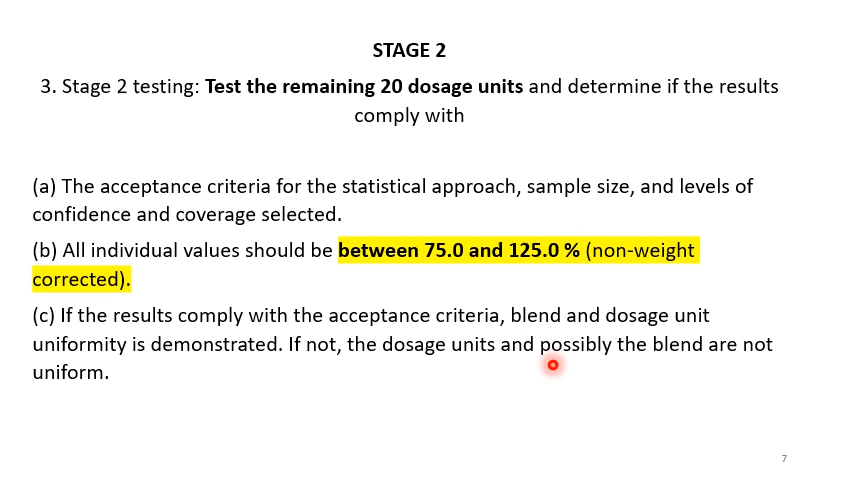 STAGE 2
3. Stage 2 testing: Test the remaining 20 dosage units and determine if the results
comply with
(a) The acceptance criteria for the statistical approach, sample size, and levels of
confidence and coverage selected.
(b) All individual values should be between 75.0 and 125.0 % (non-weight
corrected).
(c) If the results comply with the acceptance criteria, blend and dosage unit
uniformity is demonstrated. If not, the dosage units and possibly the blend are not
uniform.
7